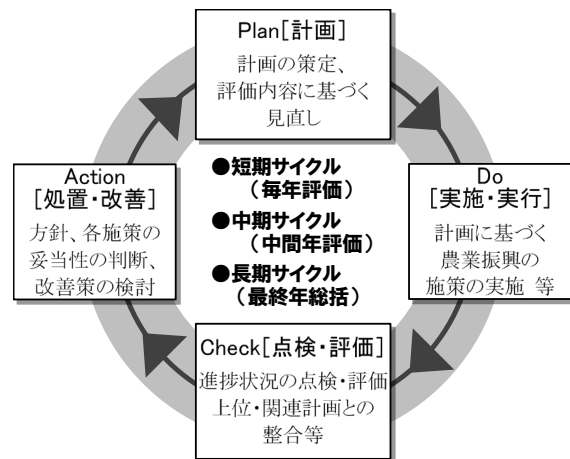 Plan[計画]
計画の策定、
評価内容に基づく
見直し
Action
[処置・改善]
方針、各施策の
妥当性の判断、
改善策の検討
●短期サイクル
(毎年評価)
●中期サイクル
(中間年評価)
●長期サイクル
(最終年総括)
Do
[実施・実行]
計画に基づく
農業振興の
施策の実施 等
Check[点検・評価]
進捗状況の点検・評価
上位・関連計画との
整合等